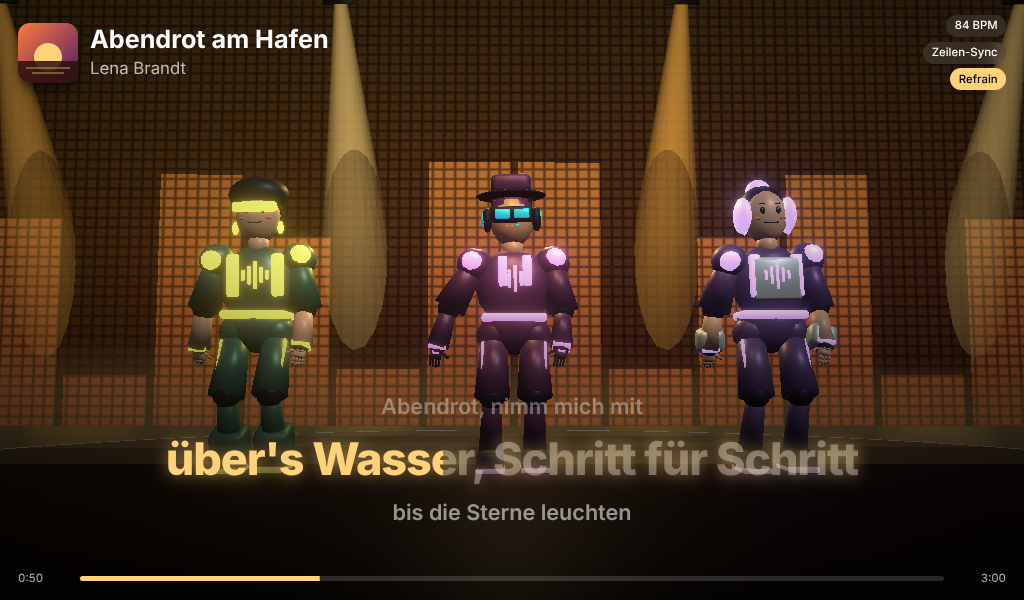 Abendrot am Hafen
Lena Brandt
84 BPM
Zeilen-Sync
Refrain
Abendrot, nimm mich mit
über's Wasser, Schritt für Schritt
bis die Sterne leuchten
0:50
3:00